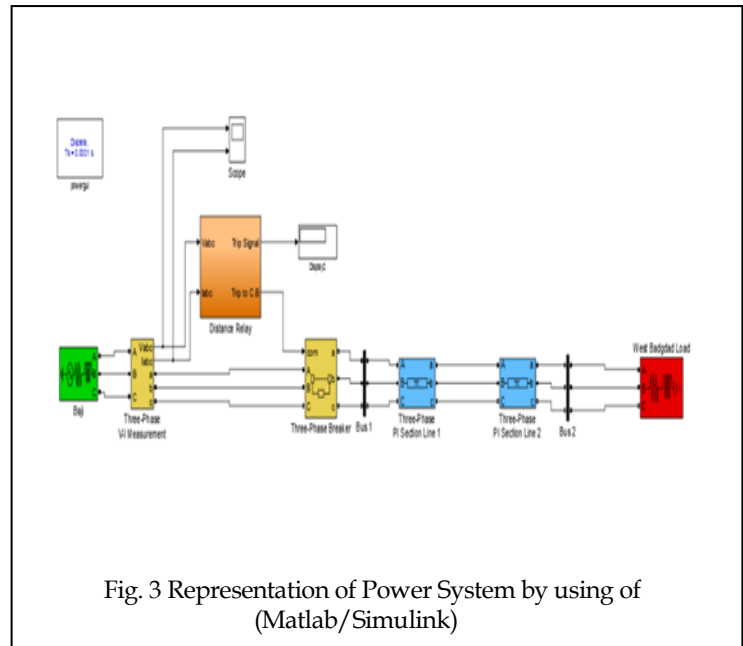 Discrete,
Ts = 0.0001 s
powergui
Scope
Vabc
Trip Signal
Iabc
Trip to C.B
Distance Relay
Display2
A
B
C
Baji
A
B
C
Vabc
Iabc
a
b
c
Three-Phase
V-I Measurement
com
A
B
C
a
b
c
Three-Phase Breaker
Bus 1
A
B
C
a
b
c
Three-Phase
PI Section Line 1
A
B
C
a
b
c
Three-Phase
PI Section Line 2
Bus 2
West Badgdad Load
A
B
C
Fig. 3 Representation of Power System by using of
(Matlab/Simulink)